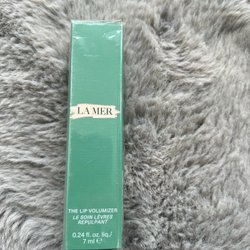 LA MER
THE LIP VOLUMIZER
LE SOIN LÈVRES
REPULPANT
0.24 fl. oz. liq./
7 ml ℮